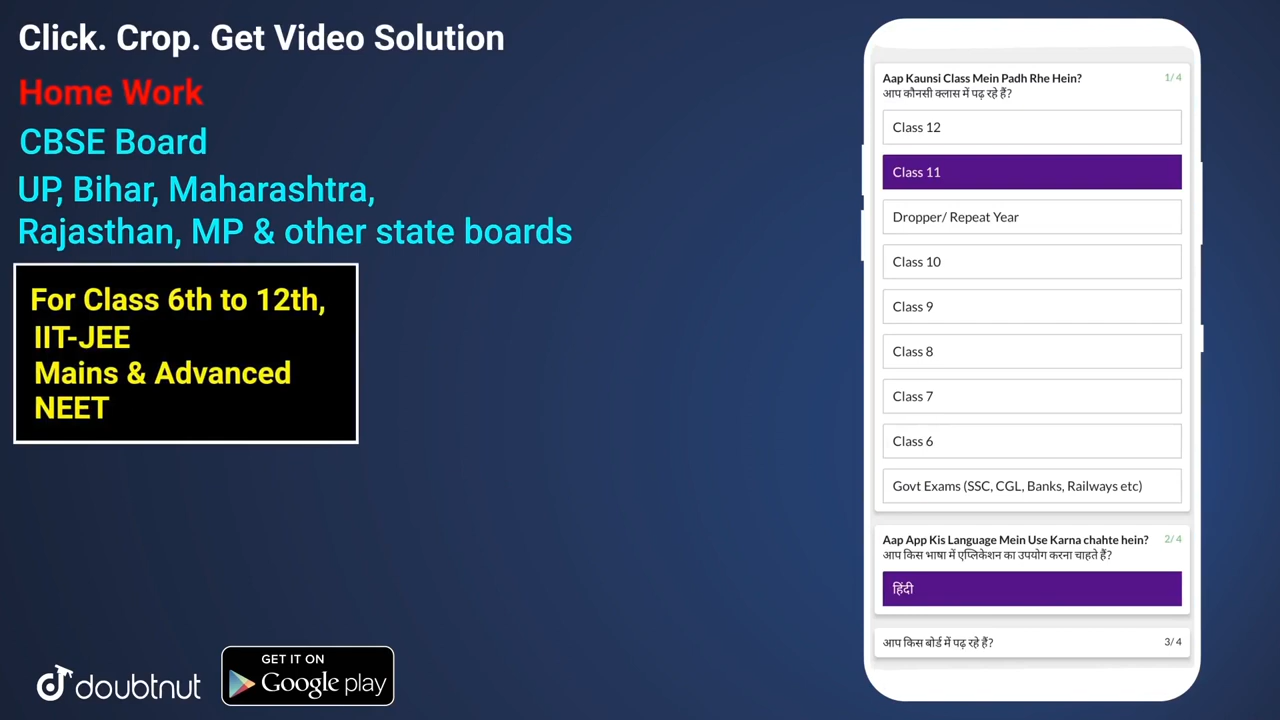 Click. Crop. Get Video Solution
Home Work
CBSE Board
UP, Bihar, Maharashtra,
Rajasthan, MP & other state boards
For Class 6th to 12th,
IIT-JEE
Mains & Advanced
NEET
doubtnut
GET IT ON
Google play
Aap Kaunsi Class Mein Padh Rhe Hein? 1/4
आप कौनसी क्लास में पढ़ रहे हैं?
Class 12
Class 11
Dropper/ Repeat Year
Class 10
Class 9
Class 8
Class 7
Class 6
Govt Exams (SSC, CGL, Banks, Railways etc)
Aap App Kis Language Mein Use Karna chahte hein? 2/4
आप किस भाषा में एप्लिकेशन का उपयोग करना चाहते हैं?
हिंदी
आप किस बोर्ड में पढ़ रहे हैं? 3/4